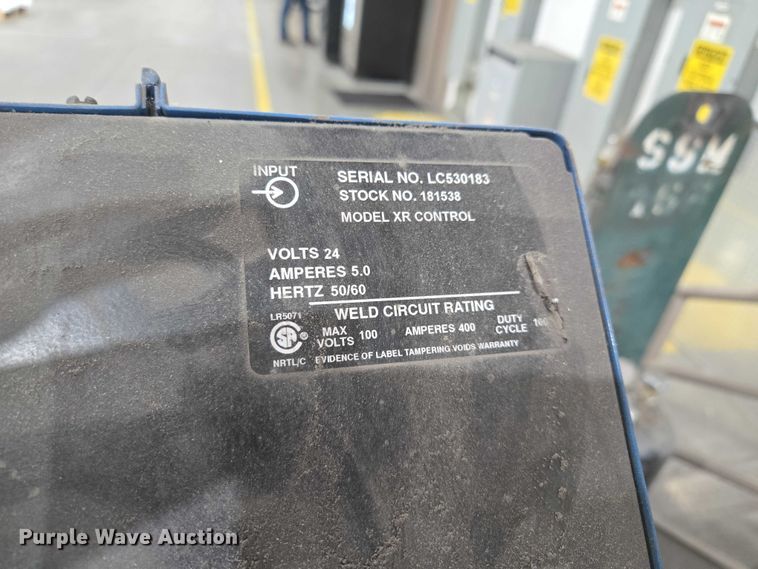 INPUT
SERIAL NO. LC530183
STOCK NO. 181538
MODEL XR CONTROL
VOLTS 24
AMPERES 5.0
HERTZ 50/60
WELD CIRCUIT RATING
LR5071
MAX VOLTS 100 AMPERES 400 DUTY CYCLE
NRTL/C EVIDENCE OF LABEL TAMPERING VOIDS WARRANTY
SSM
Purple Wave Auction